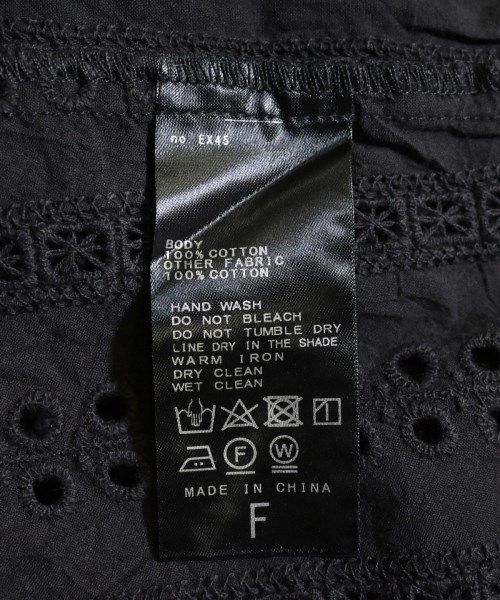 no EX45
BODY
100% COTTON
OTHER FABRIC
100% COTTON
HAND WASH
DO NOT BLEACH
DO NOT TUMBLE DRY
LINE DRY IN THE SHADE
WARM IRON
DRY CLEAN
WET CLEAN
F W
MADE IN CHINA
F